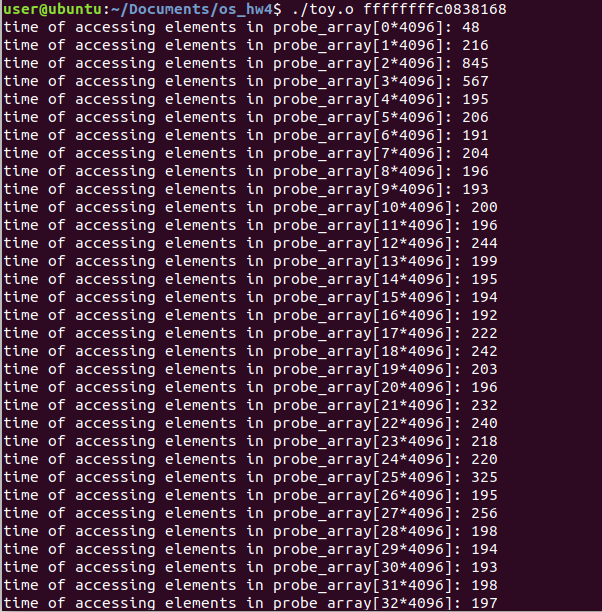 user@ubuntu:~/Documents/os_hw4$ ./toy.o ffffffffc0838168
time of accessing elements in probe_array[0*4096]: 48
time of accessing elements in probe_array[1*4096]: 216
time of accessing elements in probe_array[2*4096]: 845
time of accessing elements in probe_array[3*4096]: 567
time of accessing elements in probe_array[4*4096]: 195
time of accessing elements in probe_array[5*4096]: 206
time of accessing elements in probe_array[6*4096]: 191
time of accessing elements in probe_array[7*4096]: 204
time of accessing elements in probe_array[8*4096]: 196
time of accessing elements in probe_array[9*4096]: 193
time of accessing elements in probe_array[10*4096]: 200
time of accessing elements in probe_array[11*4096]: 196
time of accessing elements in probe_array[12*4096]: 244
time of accessing elements in probe_array[13*4096]: 199
time of accessing elements in probe_array[14*4096]: 195
time of accessing elements in probe_array[15*4096]: 194
time of accessing elements in probe_array[16*4096]: 192
time of accessing elements in probe_array[17*4096]: 222
time of accessing elements in probe_array[18*4096]: 242
time of accessing elements in probe_array[19*4096]: 203
time of accessing elements in probe_array[20*4096]: 196
time of accessing elements in probe_array[21*4096]: 232
time of accessing elements in probe_array[22*4096]: 240
time of accessing elements in probe_array[23*4096]: 218
time of accessing elements in probe_array[24*4096]: 220
time of accessing elements in probe_array[25*4096]: 325
time of accessing elements in probe_array[26*4096]: 195
time of accessing elements in probe_array[27*4096]: 256
time of accessing elements in probe_array[28*4096]: 198
time of accessing elements in probe_array[29*4096]: 194
time of accessing elements in probe_array[30*4096]: 193
time of accessing elements in probe_array[31*4096]: 198
time of accessing elements in probe_array[32*4096]: 197